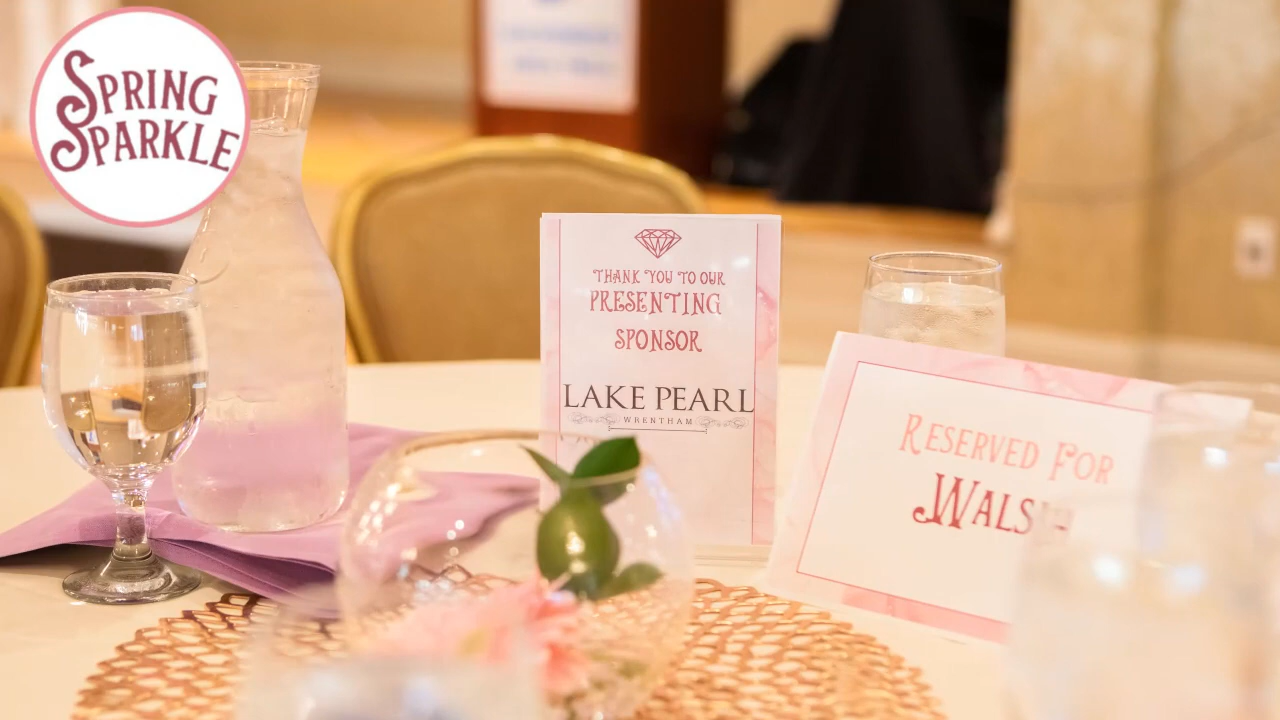 SPRING
SPARKLE
THANK YOU TO OUR
PRESENTING
SPONSOR
LAKE PEARL
WRENTHAM
RESERVED FOR